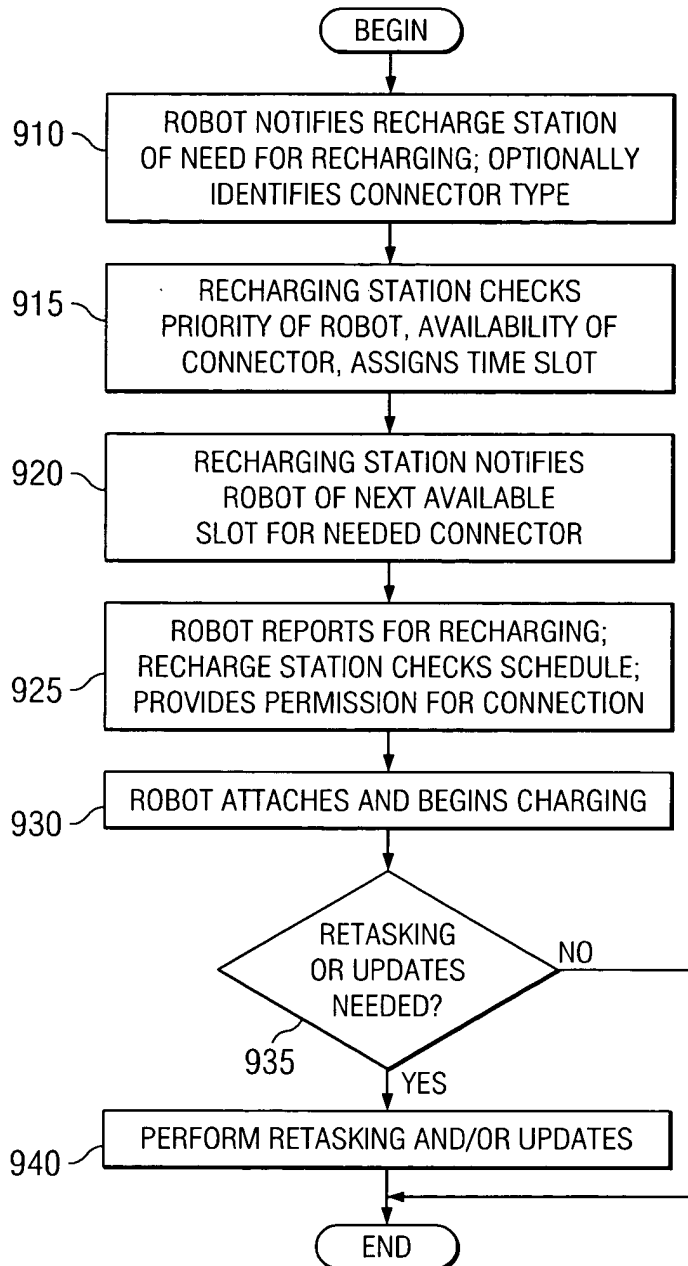 BEGIN
910
ROBOT NOTIFIES RECHARGE STATION
OF NEED FOR RECHARGING; OPTIONALLY
IDENTIFIES CONNECTOR TYPE
915
RECHARGING STATION CHECKS
PRIORITY OF ROBOT, AVAILABILITY OF
CONNECTOR, ASSIGNS TIME SLOT
920
RECHARGING STATION NOTIFIES
ROBOT OF NEXT AVAILABLE
SLOT FOR NEEDED CONNECTOR
925
ROBOT REPORTS FOR RECHARGING;
RECHARGE STATION CHECKS SCHEDULE;
PROVIDES PERMISSION FOR CONNECTION
930
ROBOT ATTACHES AND BEGINS CHARGING
RETASKING
OR UPDATES
NEEDED?
NO
935
YES
940
PERFORM RETASKING AND/OR UPDATES
END